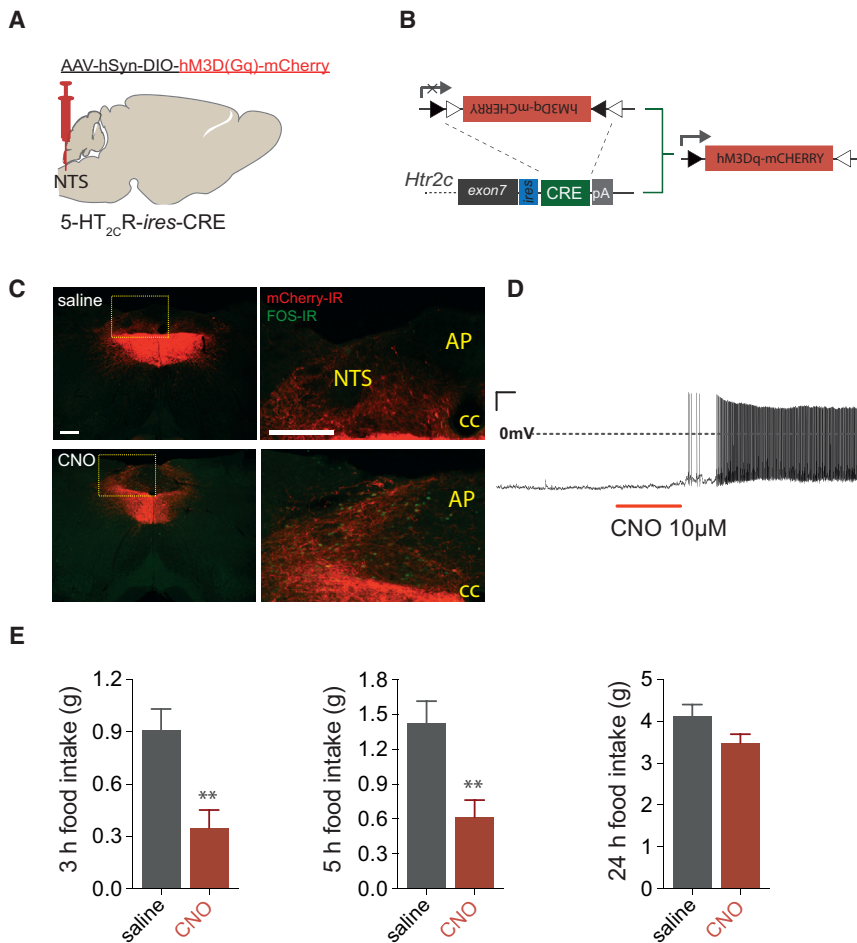 A
AAV-hSyn-DIO-hM3D(Gq)-mCherry
NTS
5-HT2CR-ires-CRE
B
hM3Dq-mCHERRY
hM3Dq-mCHERRY
Htr2c
exon7
ires
CRE
pA
C
saline
mCherry-IR
FOS-IR
AP
NTS
cc
CNO
AP
cc
D
0mV
CNO 10µM
E
3 h food intake (g)
1.2
0.9
0.6
0.3
0.0
**
saline
CNO
5 h food intake (g)
1.8
1.5
1.2
0.9
0.6
0.3
0.0
**
saline
CNO
24 h food intake (g)
5
4
3
2
1
0
saline
CNO